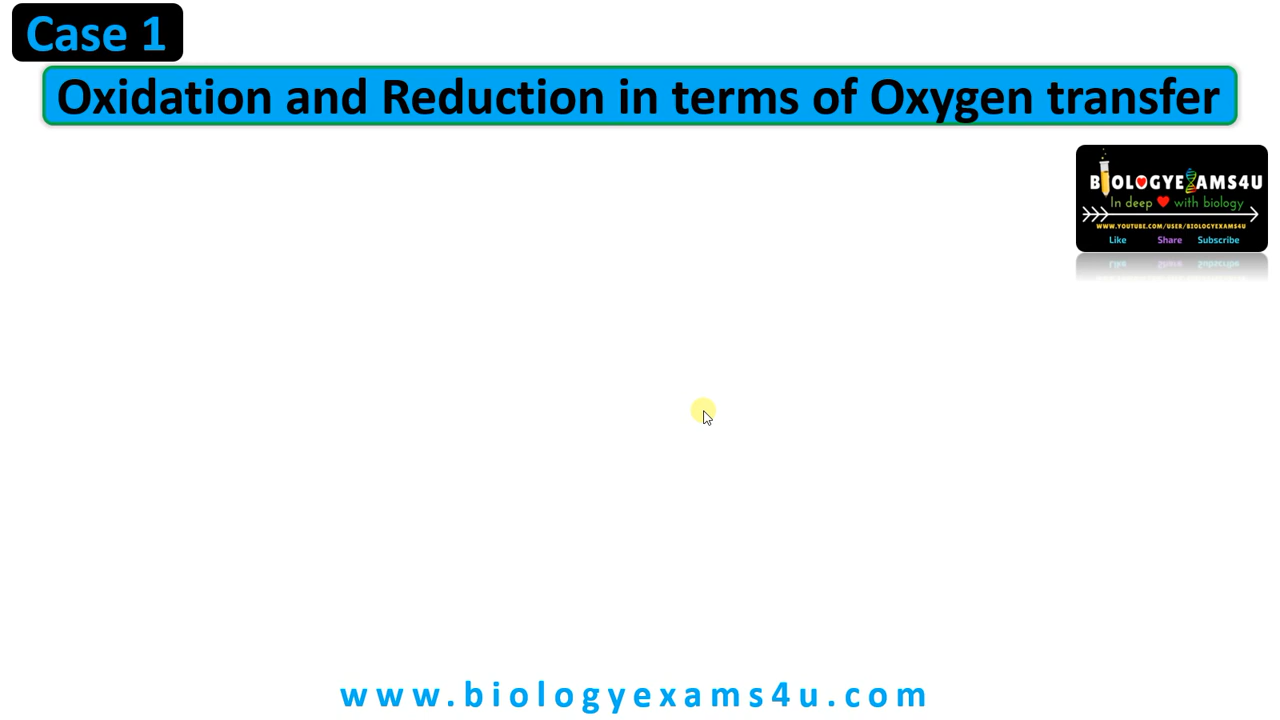 Case 1
Oxidation and Reduction in terms of Oxygen transfer
BIOLOGYEXAMS4U
In deep with biology
WWW.YOUTUBE.COM/USER/BIOLOGYEXAMS4U
Like Share Subscribe
www.biologyexams4u.com